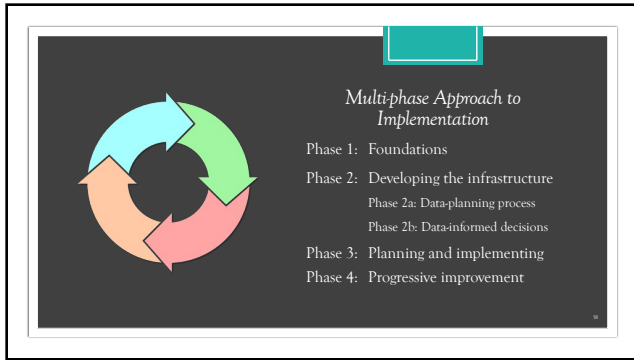 Multi-phase Approach to
Implementation
Phase 1: Foundations
Phase 2: Developing the infrastructure
Phase 2a: Data-planning process
Phase 2b: Data-informed decisions
Phase 3: Planning and implementing
Phase 4: Progressive improvement